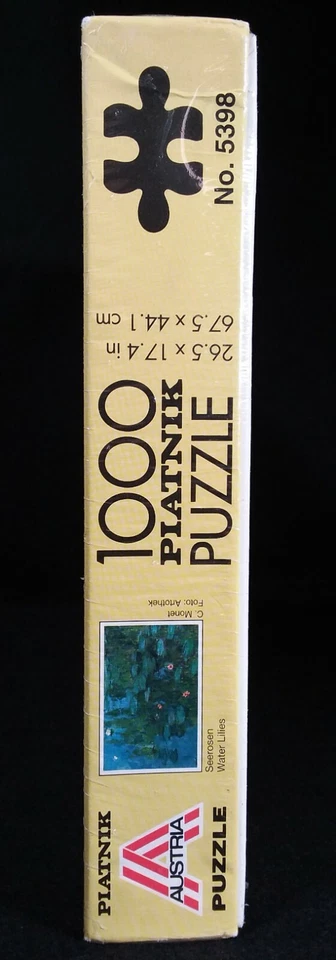 PIATNIK
AUSTRIA
PUZZLE
Seerosen
Water Lilies
C. Monet
Foto: Artothek
1000
PIATNIK
PUZZLE
26.5 x 17.4 in
67.5 x 44.1 cm
No. 5398